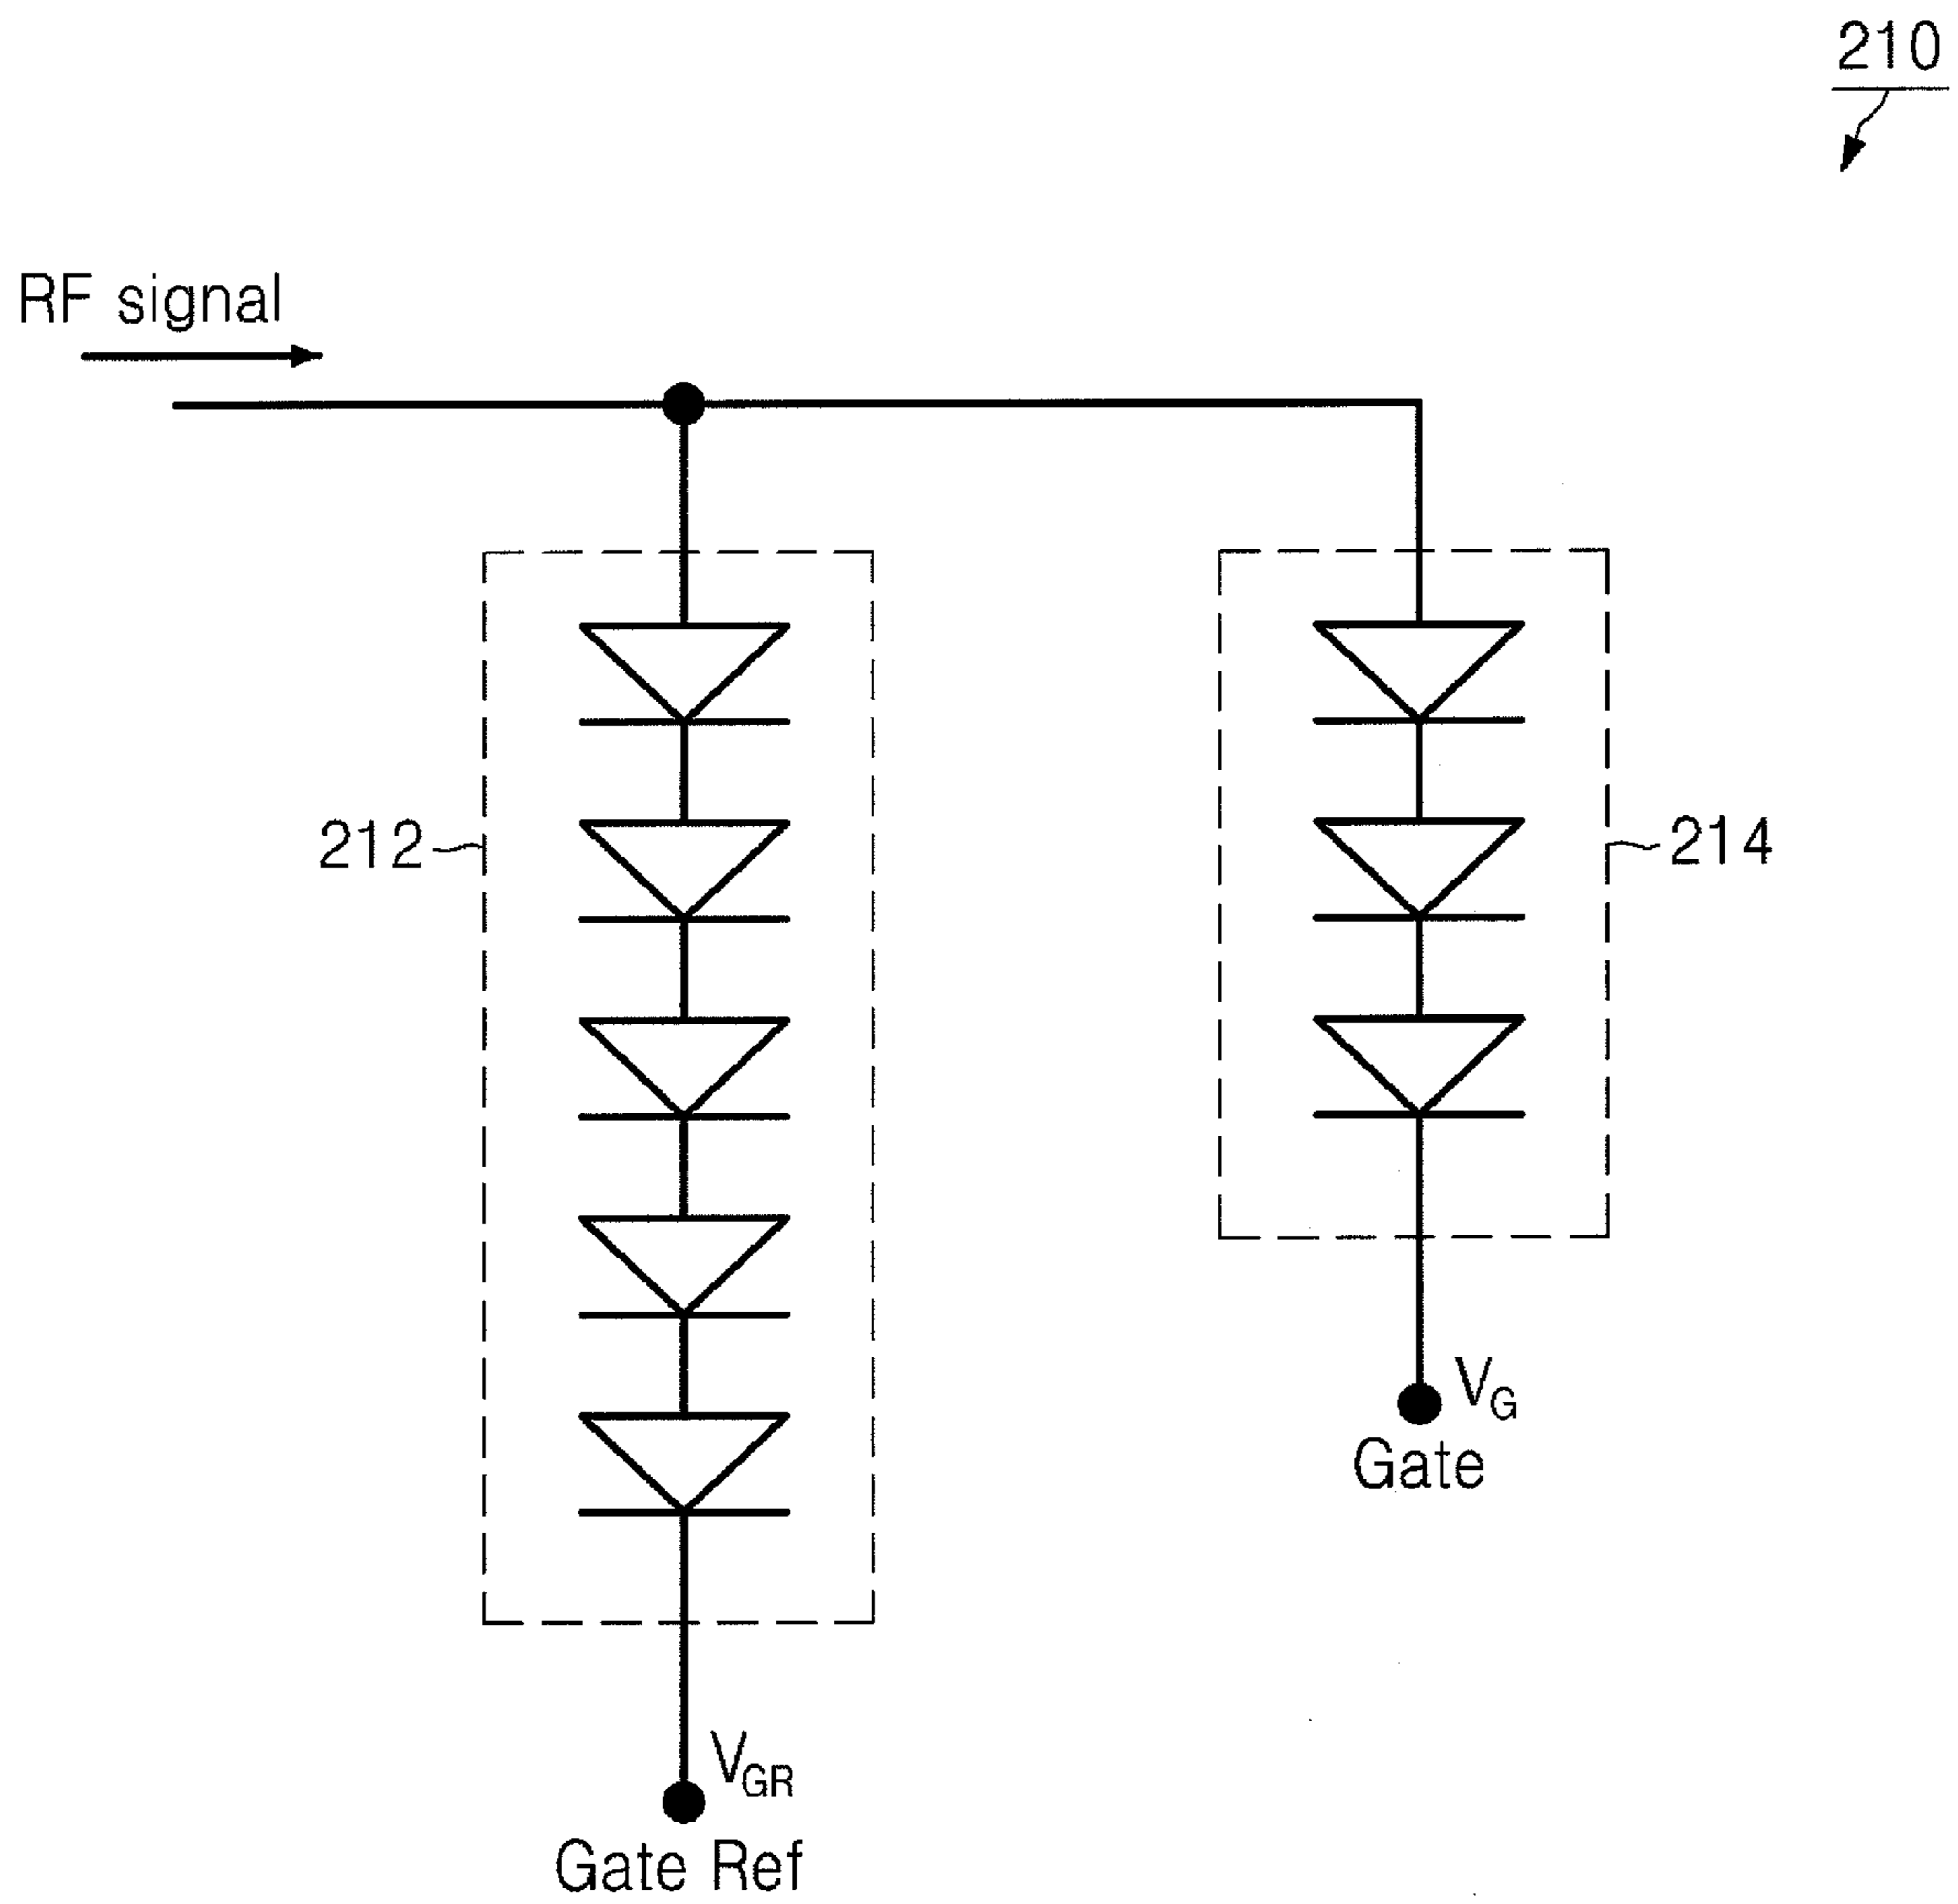 210
RF signal
212
214
VG
Gate
VGR
Gate Ref